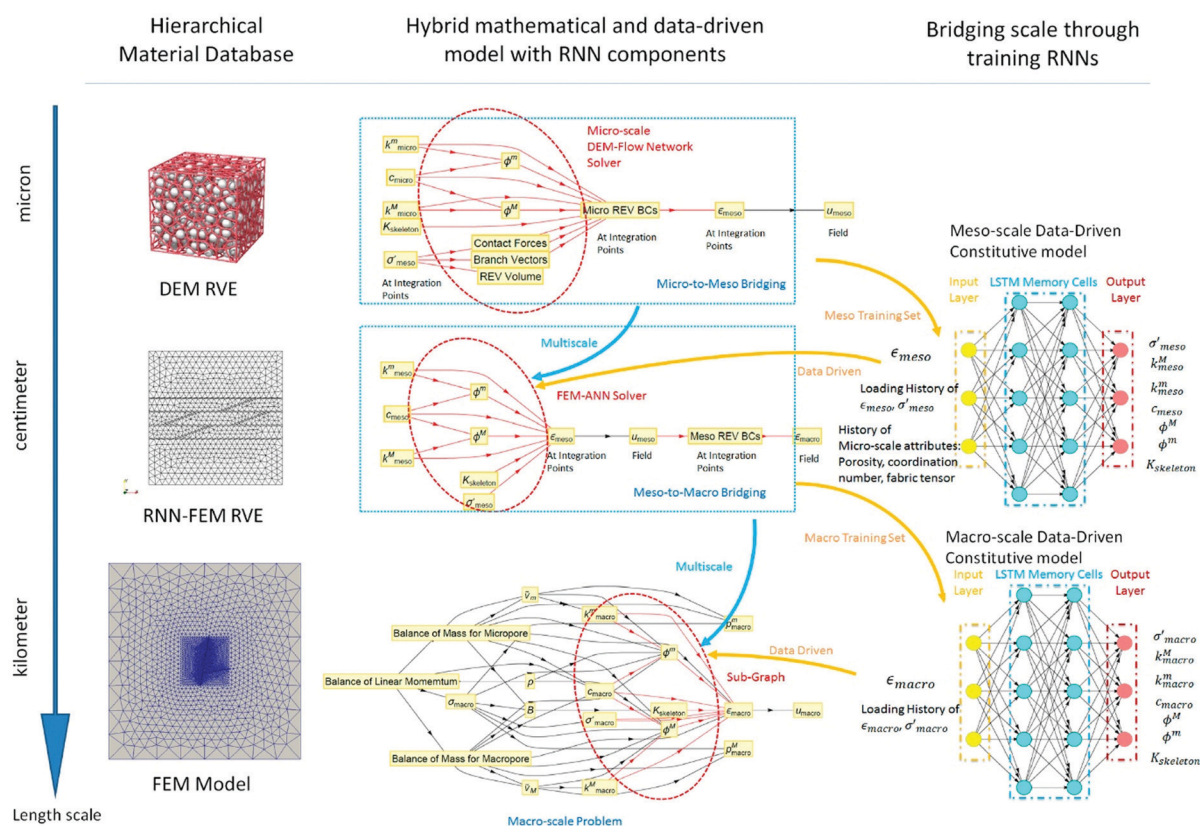 Hierarchical
Material Database
Hybrid mathematical and data-driven
model with RNN components
Bridging scale through
training RNNs
micron
centimeter
kilometer
Length scale
DEM RVE
RNN-FEM RVE
FEM Model
Micro-scale
DEM-Flow Network
Solver
k^m_micro
c_micro
k^M_micro
K_skeleton
σ'_meso
At Integration
Points
ϕ^m
ϕ^M
Contact Forces
Branch Vectors
REV Volume
Micro REV BCs
At Integration
Points
ϵ_meso
At Integration
Points
u_meso
Field
Micro-to-Meso Bridging
Multiscale
Meso Training Set
Data Driven
FEM-ANN Solver
k^m_meso
c_meso
k^M_meso
ϕ^m
ϕ^M
K_skeleton
σ'_meso
ϵ_meso
At Integration
Points
u_meso
Field
Meso REV BCs
At Integration
Points
ϵ_macro
Field
Meso-to-Macro Bridging
Multiscale
Macro Training Set
Data Driven
Sub-Graph
Balance of Mass for Micropore
Balance of Linear Momentum
Balance of Mass for Macropore
σ_macro
ṽ_m
ρ̄
B̄
ṽ_M
k^m_macro
c_macro
σ'_macro
k^M_macro
ϕ^m
K_skeleton
ϕ^M
p^m_macro
ϵ_macro
p^M_macro
u_macro
Macro-scale Problem
Meso-scale Data-Driven
Constitutive model
Input
Layer
LSTM Memory Cells
Output
Layer
ϵ_meso
Loading History of
ϵ_meso, σ'_meso
History of
Micro-scale attributes:
Porosity, coordination
number, fabric tensor
σ'_meso
k^M_meso
k^m_meso
c_meso
ϕ^M
ϕ^m
K_skeleton
Macro-scale Data-Driven
Constitutive model
Input
Layer
LSTM Memory Cells
Output
Layer
ϵ_macro
Loading History of
ϵ_macro, σ'_macro
σ'_macro
k^M_macro
k^m_macro
c_macro
ϕ^M
ϕ^m
K_skeleton